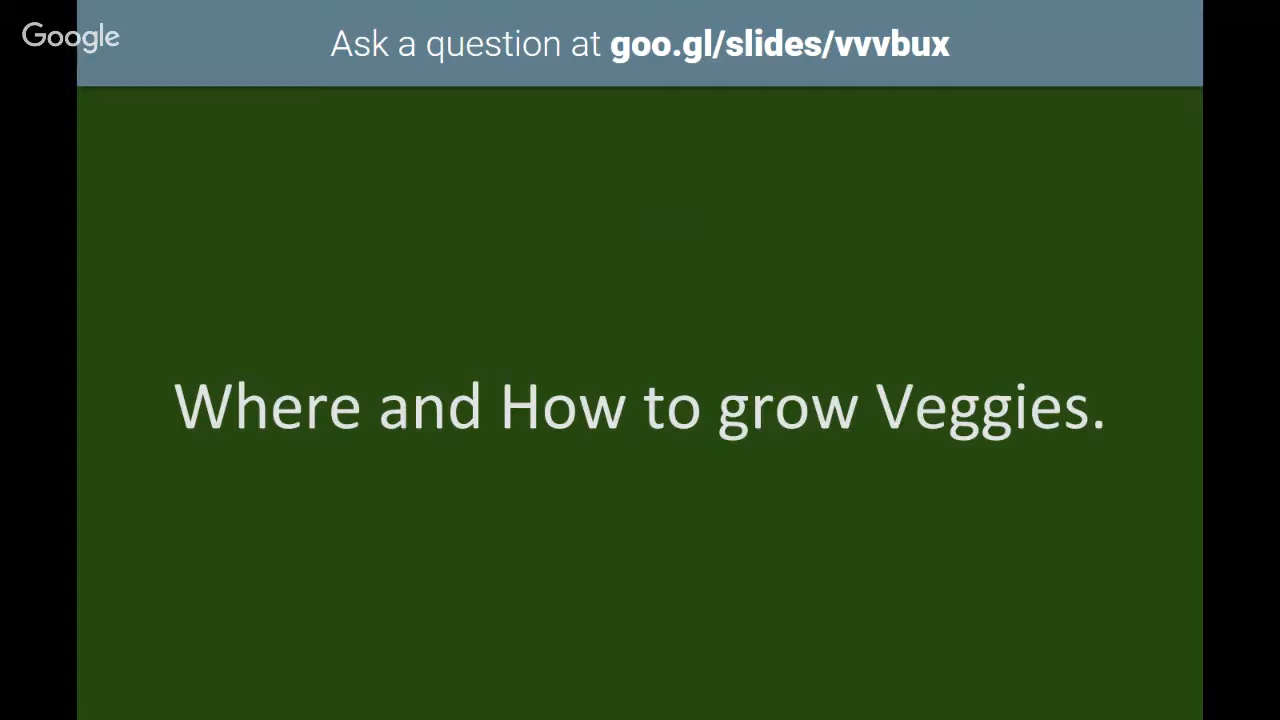 Google
Ask a question at goo.gl/slides/vvvbux
Where and How to grow Veggies.